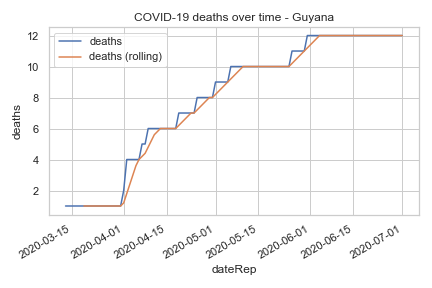 COVID-19 deaths over time - Guyana
deaths
deaths (rolling)
deaths
12
10
8
6
4
2
2020-03-15
2020-04-01
2020-04-15
2020-05-01
2020-05-15
2020-06-01
2020-06-15
2020-07-01
dateRep